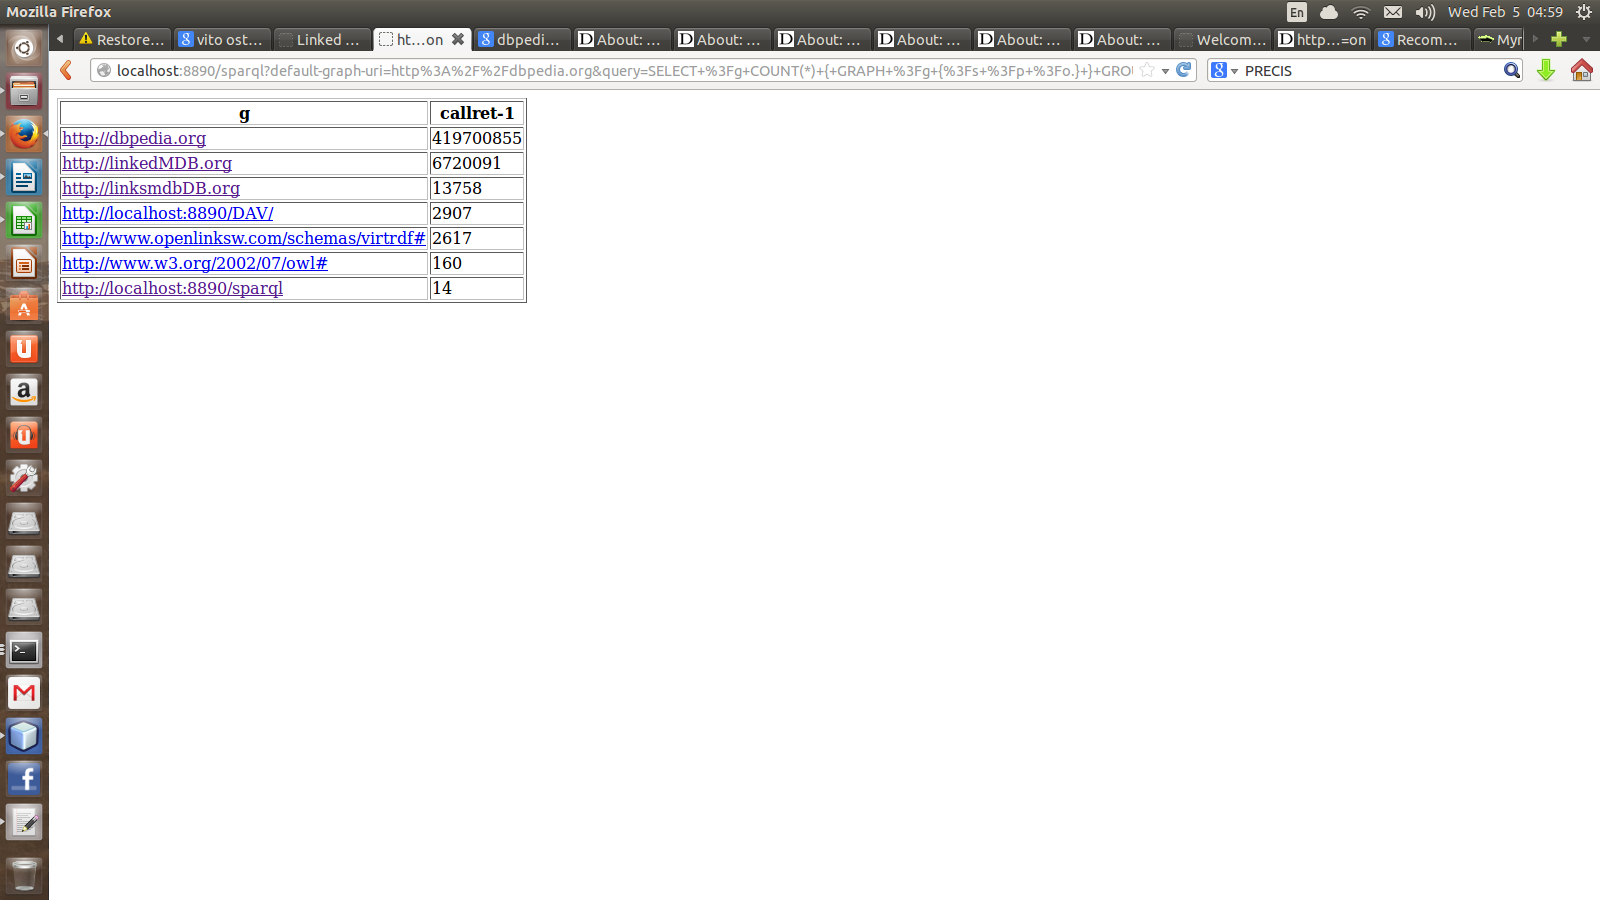 Mozilla Firefox
En
Wed Feb 5 04:59
Restore...
vito ost...
Linked ...
ht...on
dbpedi...
About: ...
About: ...
About: ...
About: ...
About: ...
About: ...
Welcom...
http...=on
Recom...
Myr
localhost:8890/sparql?default-graph-uri=http%3A%2F%2Fdbpedia.org&query=SELECT+%3Fg+COUNT(*)+{+GRAPH+%3Fg+{%3Fs+%3Fp+%3Fo.}+}+GROU
PRECIS
g callret-1
http://dbpedia.org 419700855
http://linkedMDB.org 6720091
http://linksmdbDB.org 13758
http://localhost:8890/DAV/ 2907
http://www.openlinksw.com/schemas/virtrdf# 2617
http://www.w3.org/2002/07/owl# 160
http://localhost:8890/sparql 14